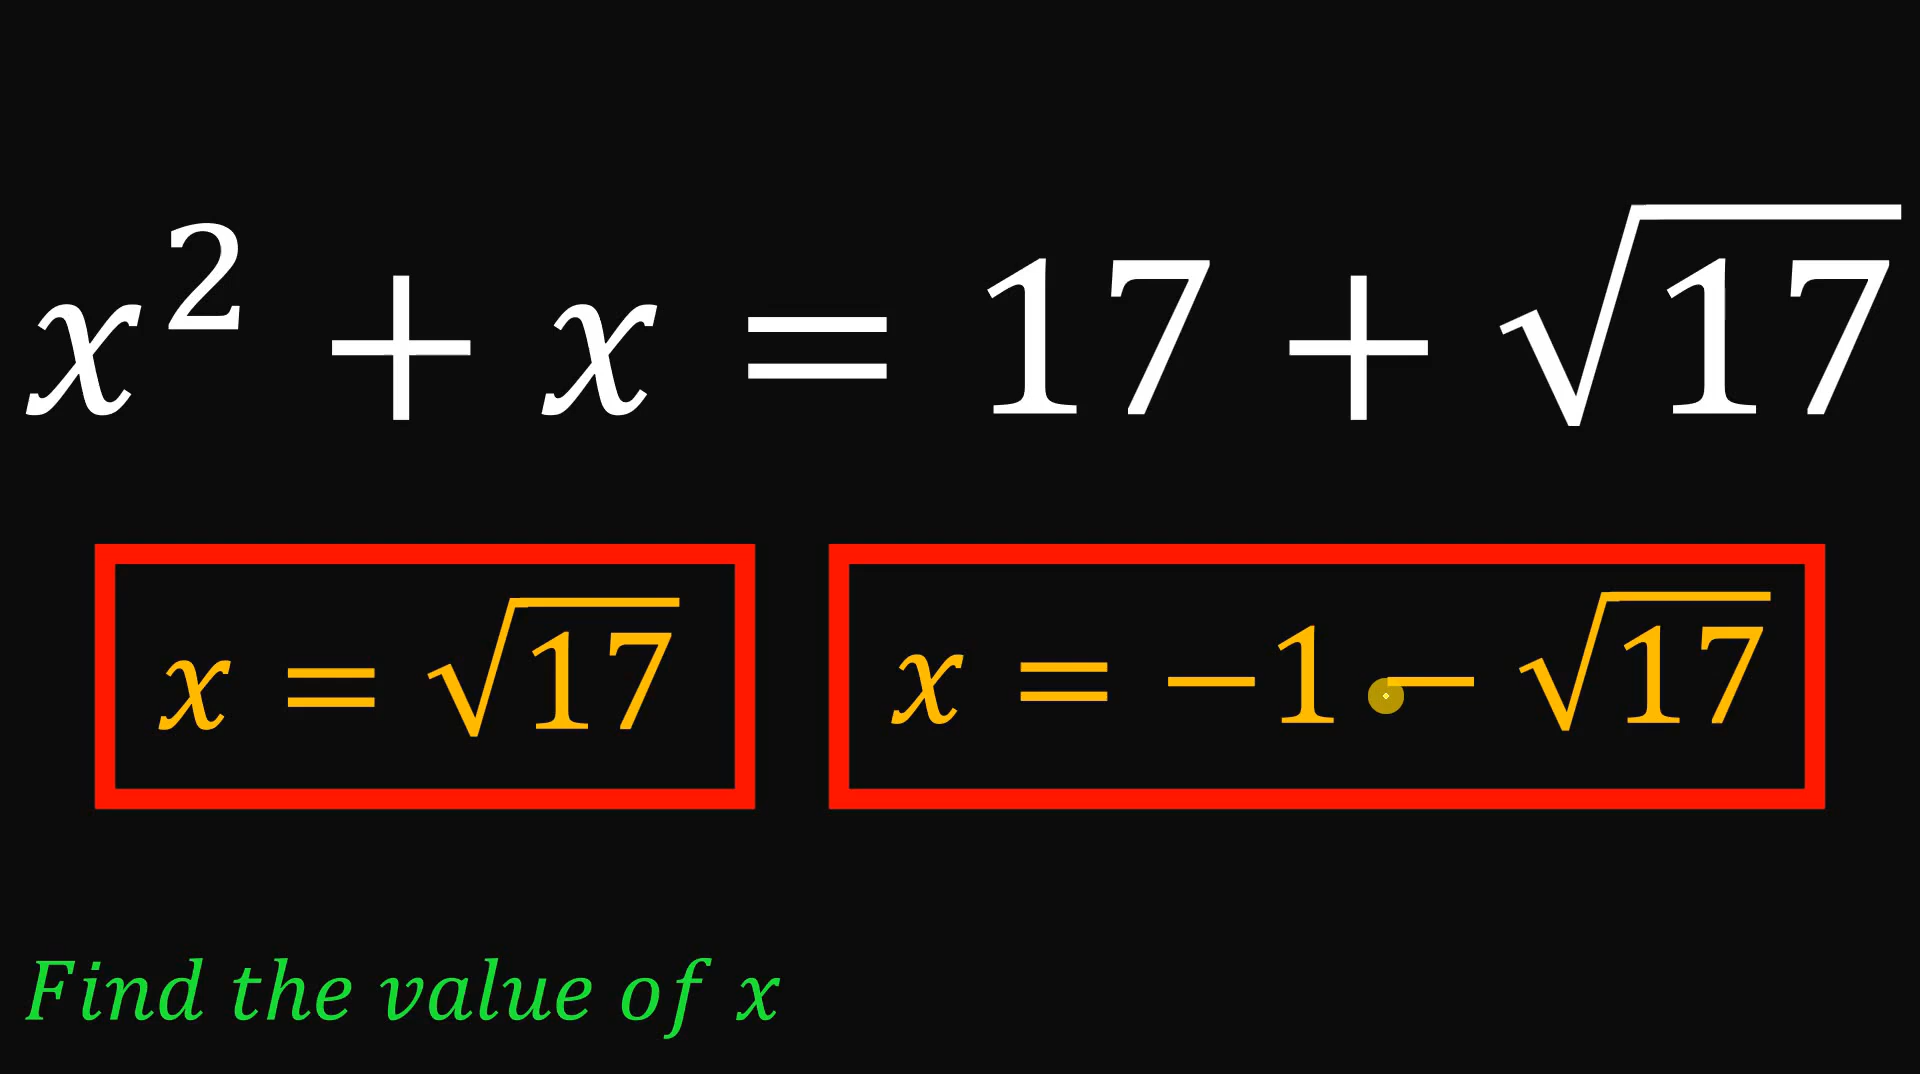 x² + x = 17 + √17
x = √17
x = −1 − √17
Find the value of x